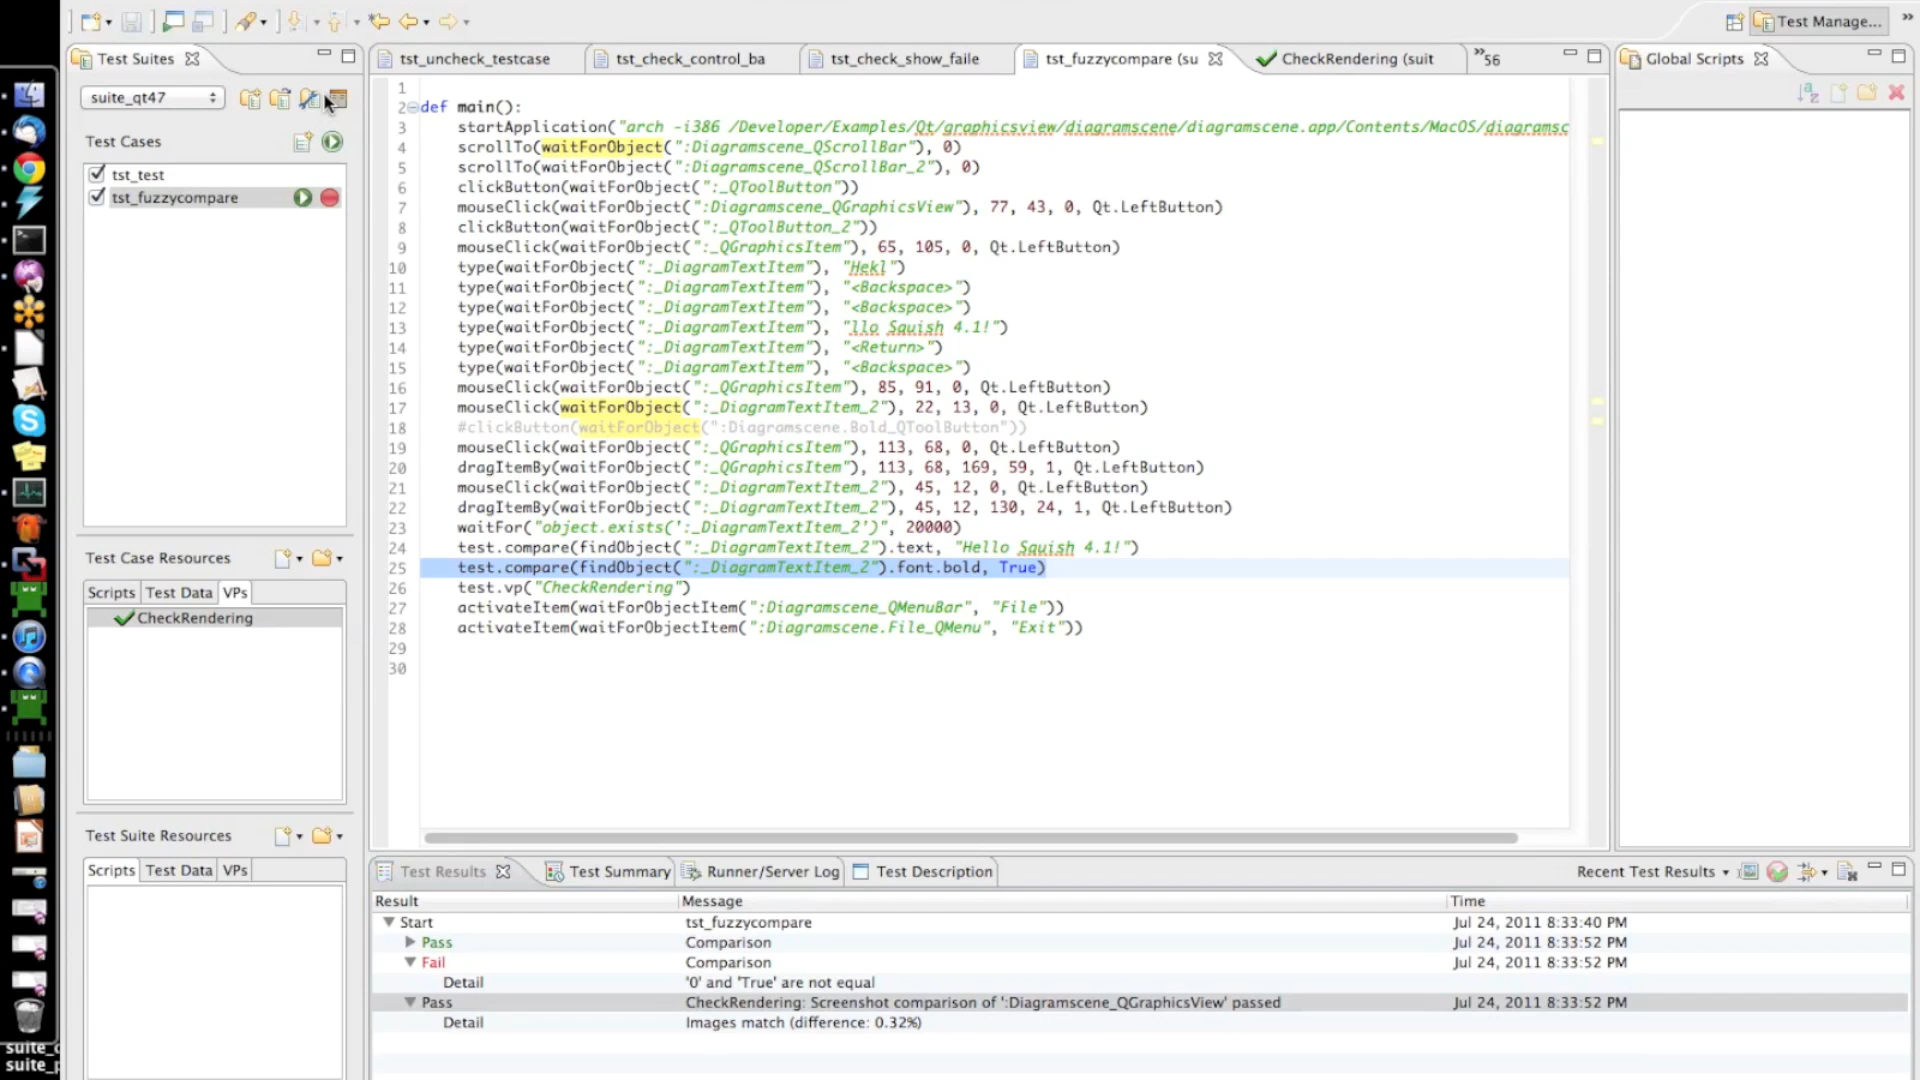 Test Manage...
Test Suites
tst_uncheck_testcase
tst_check_control_ba
tst_check_show_faile
tst_fuzzycompare (su
CheckRendering (suit
56
Global Scripts
suite_qt47
Test Cases
tst_test
tst_fuzzycompare
1
2 def main():
3 startApplication("arch -i386 /Developer/Examples/Qt/graphicsview/diagramscene/diagramscene.app/Contents/MacOS/diagramsc
4 scrollTo(waitForObject(":Diagramscene_QScrollBar"), 0)
5 scrollTo(waitForObject(":Diagramscene_QScrollBar_2"), 0)
6 clickButton(waitForObject(":_QToolButton"))
7 mouseClick(waitForObject(":Diagramscene_QGraphicsView"), 77, 43, 0, Qt.LeftButton)
8 clickButton(waitForObject(":_QToolButton_2"))
9 mouseClick(waitForObject(":_QGraphicsItem"), 65, 105, 0, Qt.LeftButton)
10 type(waitForObject(":_DiagramTextItem"), "Hekl")
11 type(waitForObject(":_DiagramTextItem"), "<Backspace>")
12 type(waitForObject(":_DiagramTextItem"), "<Backspace>")
13 type(waitForObject(":_DiagramTextItem"), "llo Squish 4.1!")
14 type(waitForObject(":_DiagramTextItem"), "<Return>")
15 type(waitForObject(":_DiagramTextItem"), "<Backspace>")
16 mouseClick(waitForObject(":_QGraphicsItem"), 85, 91, 0, Qt.LeftButton)
17 mouseClick(waitForObject(":_DiagramTextItem_2"), 22, 13, 0, Qt.LeftButton)
18 #clickButton(waitForObject(":Diagramscene.Bold_QToolButton"))
19 mouseClick(waitForObject(":_QGraphicsItem"), 113, 68, 0, Qt.LeftButton)
20 dragItemBy(waitForObject(":_QGraphicsItem"), 113, 68, 169, 59, 1, Qt.LeftButton)
21 mouseClick(waitForObject(":_DiagramTextItem_2"), 45, 12, 0, Qt.LeftButton)
22 dragItemBy(waitForObject(":_DiagramTextItem_2"), 45, 12, 130, 24, 1, Qt.LeftButton)
23 waitFor("object.exists(':_DiagramTextItem_2')", 20000)
24 test.compare(findObject(":_DiagramTextItem_2").text, "Hello Squish 4.1!")
25 test.compare(findObject(":_DiagramTextItem_2").font.bold, True)
26 test.vp("CheckRendering")
27 activateItem(waitForObjectItem(":Diagramscene_QMenuBar", "File"))
28 activateItem(waitForObjectItem(":Diagramscene.File_QMenu", "Exit"))
29
30
Test Case Resources
Scripts Test Data VPs
CheckRendering
Test Suite Resources
Scripts Test Data VPs
Test Results
Test Summary
Runner/Server Log
Test Description
Recent Test Results
Result Message Time
Start tst_fuzzycompare Jul 24, 2011 8:33:40 PM
Pass Comparison Jul 24, 2011 8:33:52 PM
Fail Comparison Jul 24, 2011 8:33:52 PM
Detail '0' and 'True' are not equal
Pass CheckRendering: Screenshot comparison of ':Diagramscene_QGraphicsView' passed Jul 24, 2011 8:33:52 PM
Detail Images match (difference: 0.32%)
suite_
suite_